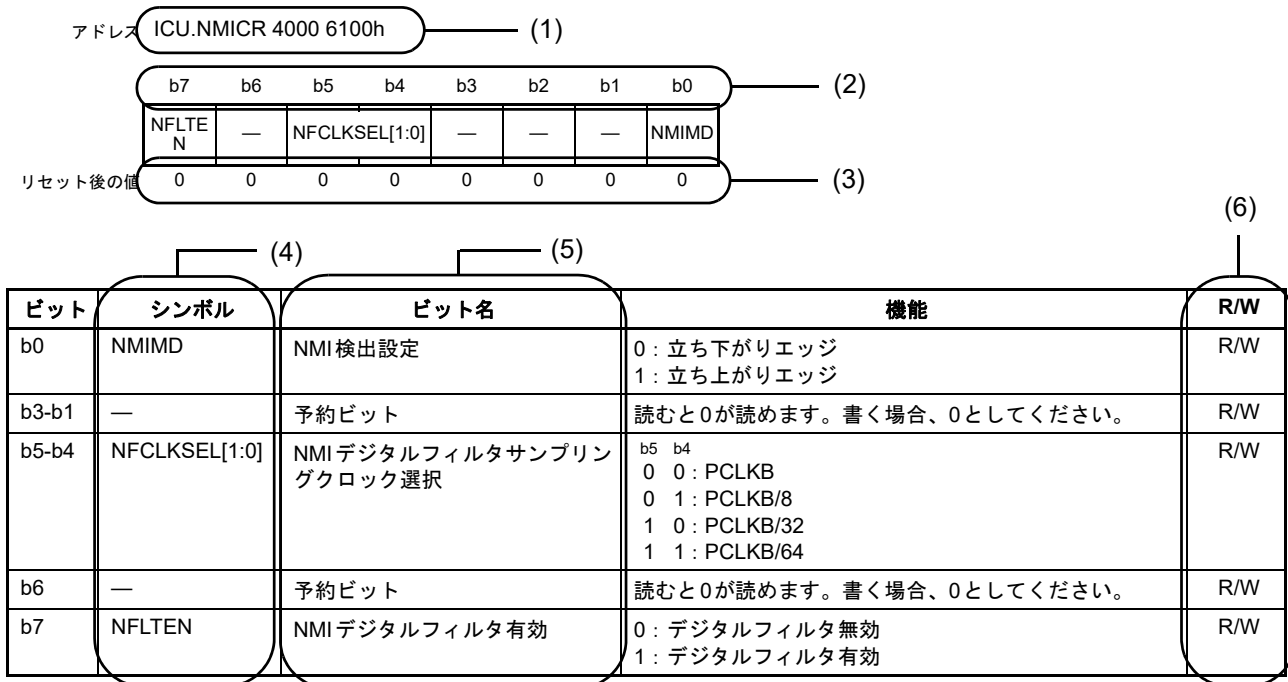 アドレス ICU.NMICR 4000 6100h (1)
b7 b6 b5 b4 b3 b2 b1 b0 (2)
NFLTE
N — NFCLKSEL[1:0] — — — NMIMD
リセット後の値 0 0 0 0 0 0 0 0 (3)
(6)
(4) (5)
ビット シンボル ビット名 機能 R/W
b0 NMIMD NMI検出設定 0:立ち下がりエッジ R/W
1:立ち上がりエッジ
b3-b1 — 予約ビット 読むと0が読めます。書く場合、0としてください。 R/W
b5-b4 NFCLKSEL[1:0] NMIデジタルフィルタサンプリン b5 b4 R/W
グクロック選択 0 0:PCLKB
0 1:PCLKB/8
1 0:PCLKB/32
1 1:PCLKB/64
b6 — 予約ビット 読むと0が読めます。書く場合、0としてください。 R/W
b7 NFLTEN NMIデジタルフィルタ有効 0:デジタルフィルタ無効 R/W
1:デジタルフィルタ有効